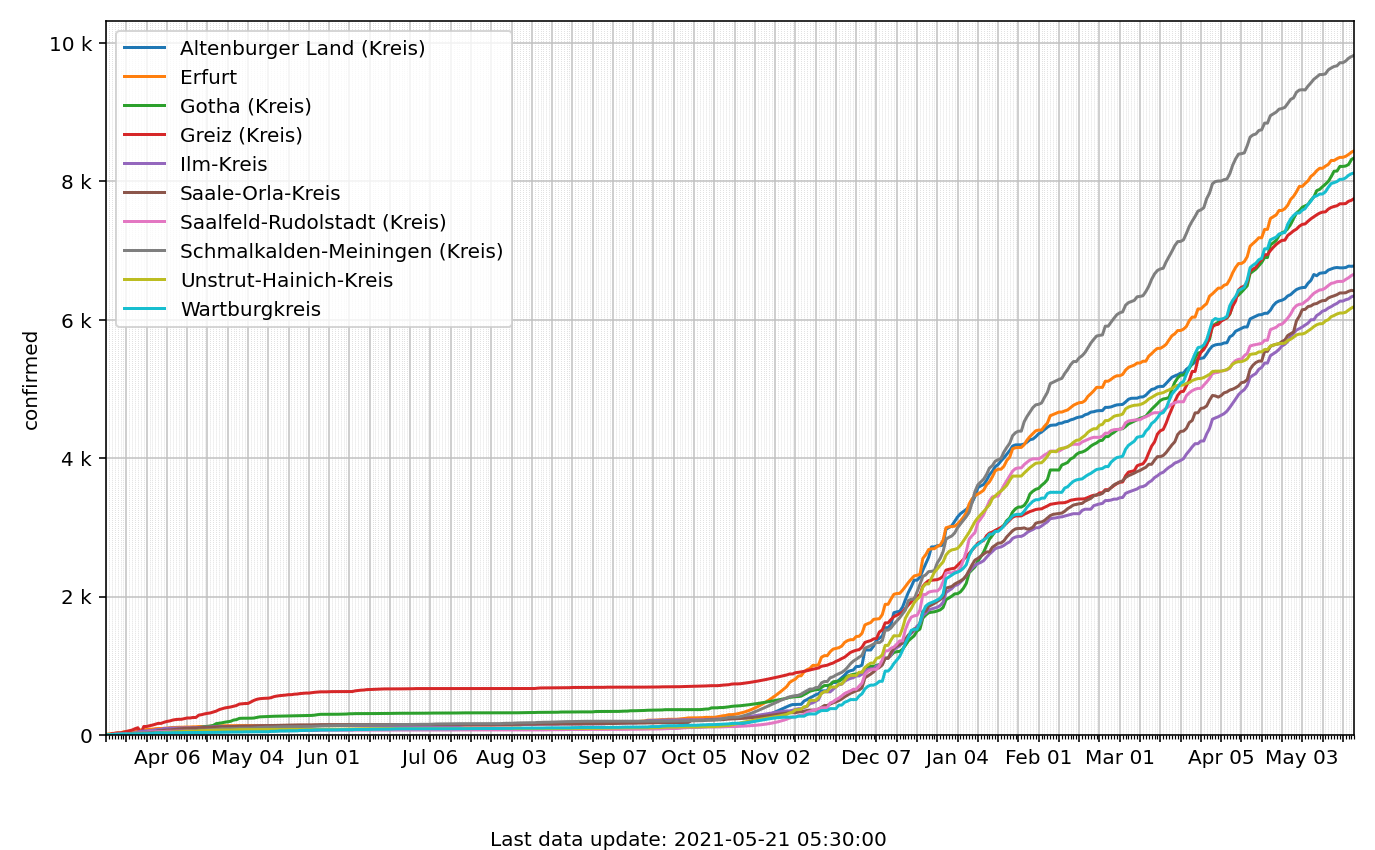 10 k
8 k
6 k
4 k
2 k
0
confirmed
Altenburger Land (Kreis)
Erfurt
Gotha (Kreis)
Greiz (Kreis)
Ilm-Kreis
Saale-Orla-Kreis
Saalfeld-Rudolstadt (Kreis)
Schmalkalden-Meiningen (Kreis)
Unstrut-Hainich-Kreis
Wartburgkreis
Apr 06 May 04 Jun 01 Jul 06 Aug 03 Sep 07 Oct 05 Nov 02 Dec 07 Jan 04 Feb 01 Mar 01 Apr 05 May 03
Last data update: 2021-05-21 05:30:00